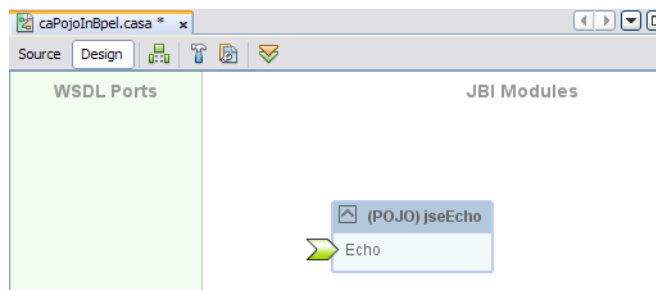 caPojoInBpel.casa * x
Source Design
WSDL Ports JBI Modules
(POJO) jseEcho
Echo